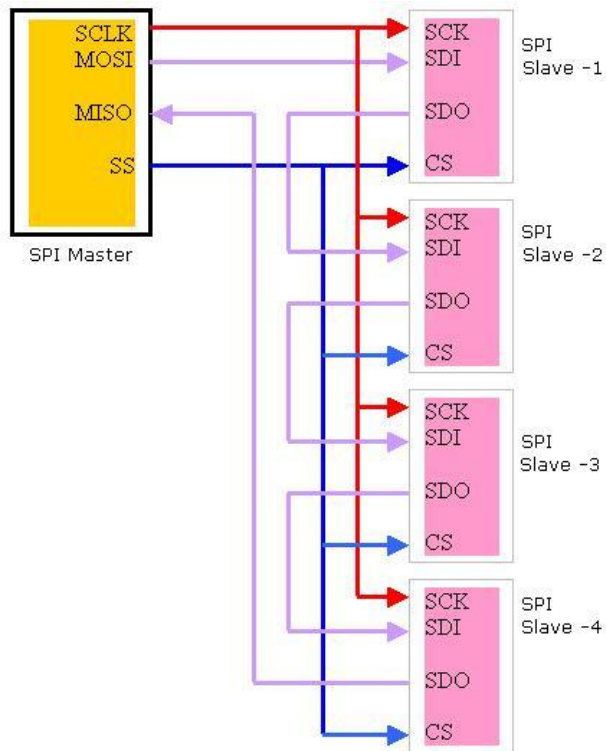 SCLK
MOSI
MISO
SS
SPI Master
SCK
SDI
SDO
CS
SPI
Slave -1
SCK
SDI
SDO
CS
SPI
Slave -2
SCK
SDI
SDO
CS
SPI
Slave -3
SCK
SDI
SDO
CS
SPI
Slave -4